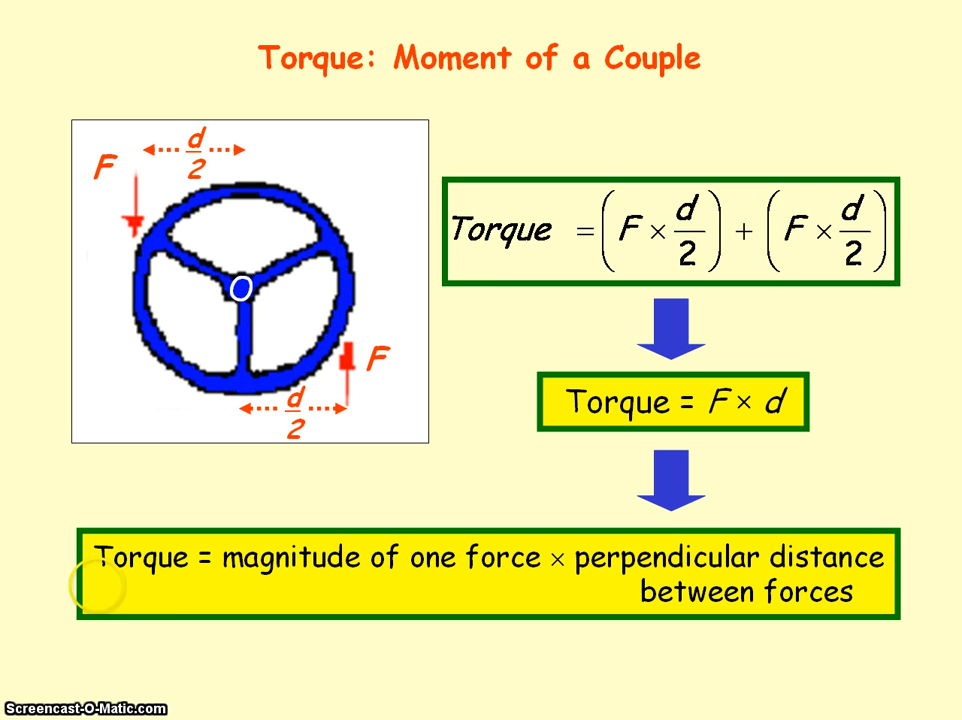 Torque: Moment of a Couple
d
2
F
Torque = (F × d/2) + (F × d/2)
O
F
d
2
Torque = F × d
Torque = magnitude of one force × perpendicular distance
between forces
Screencast-O-Matic.com